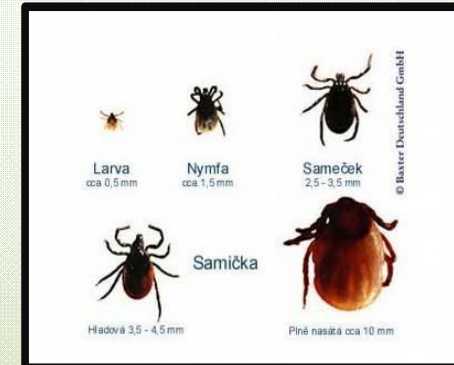 Larva
cca 0,5 mm
Nymfa
cca 1,5 mm
Sameček
2,5 - 3,5 mm
© Baxter Deutschland GmbH
Samička
Hladová 3,5 - 4,5 mm
Plně nasátá cca 10 mm